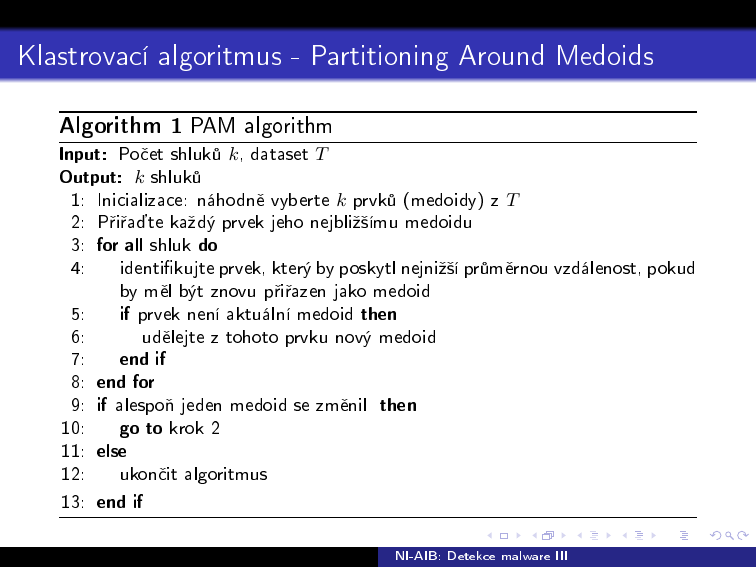 Klastrovací algoritmus - Partitioning Around Medoids
Algorithm 1 PAM algorithm
Input: Počet shluků k, dataset T
Output: k shluků
1: Inicializace: náhodně vyberte k prvků (medoidy) z T
2: Přiřaďte každý prvek jeho nejbližšímu medoidu
3: for all shluk do
4: identifikujte prvek, který by poskytl nejnižší průměrnou vzdálenost, pokud
by měl být znovu přiřazen jako medoid
5: if prvek není aktuální medoid then
6: udělejte z tohoto prvku nový medoid
7: end if
8: end for
9: if alespoň jeden medoid se změnil then
10: go to krok 2
11: else
12: ukončit algoritmus
13: end if
NI-AIB: Detekce malware III